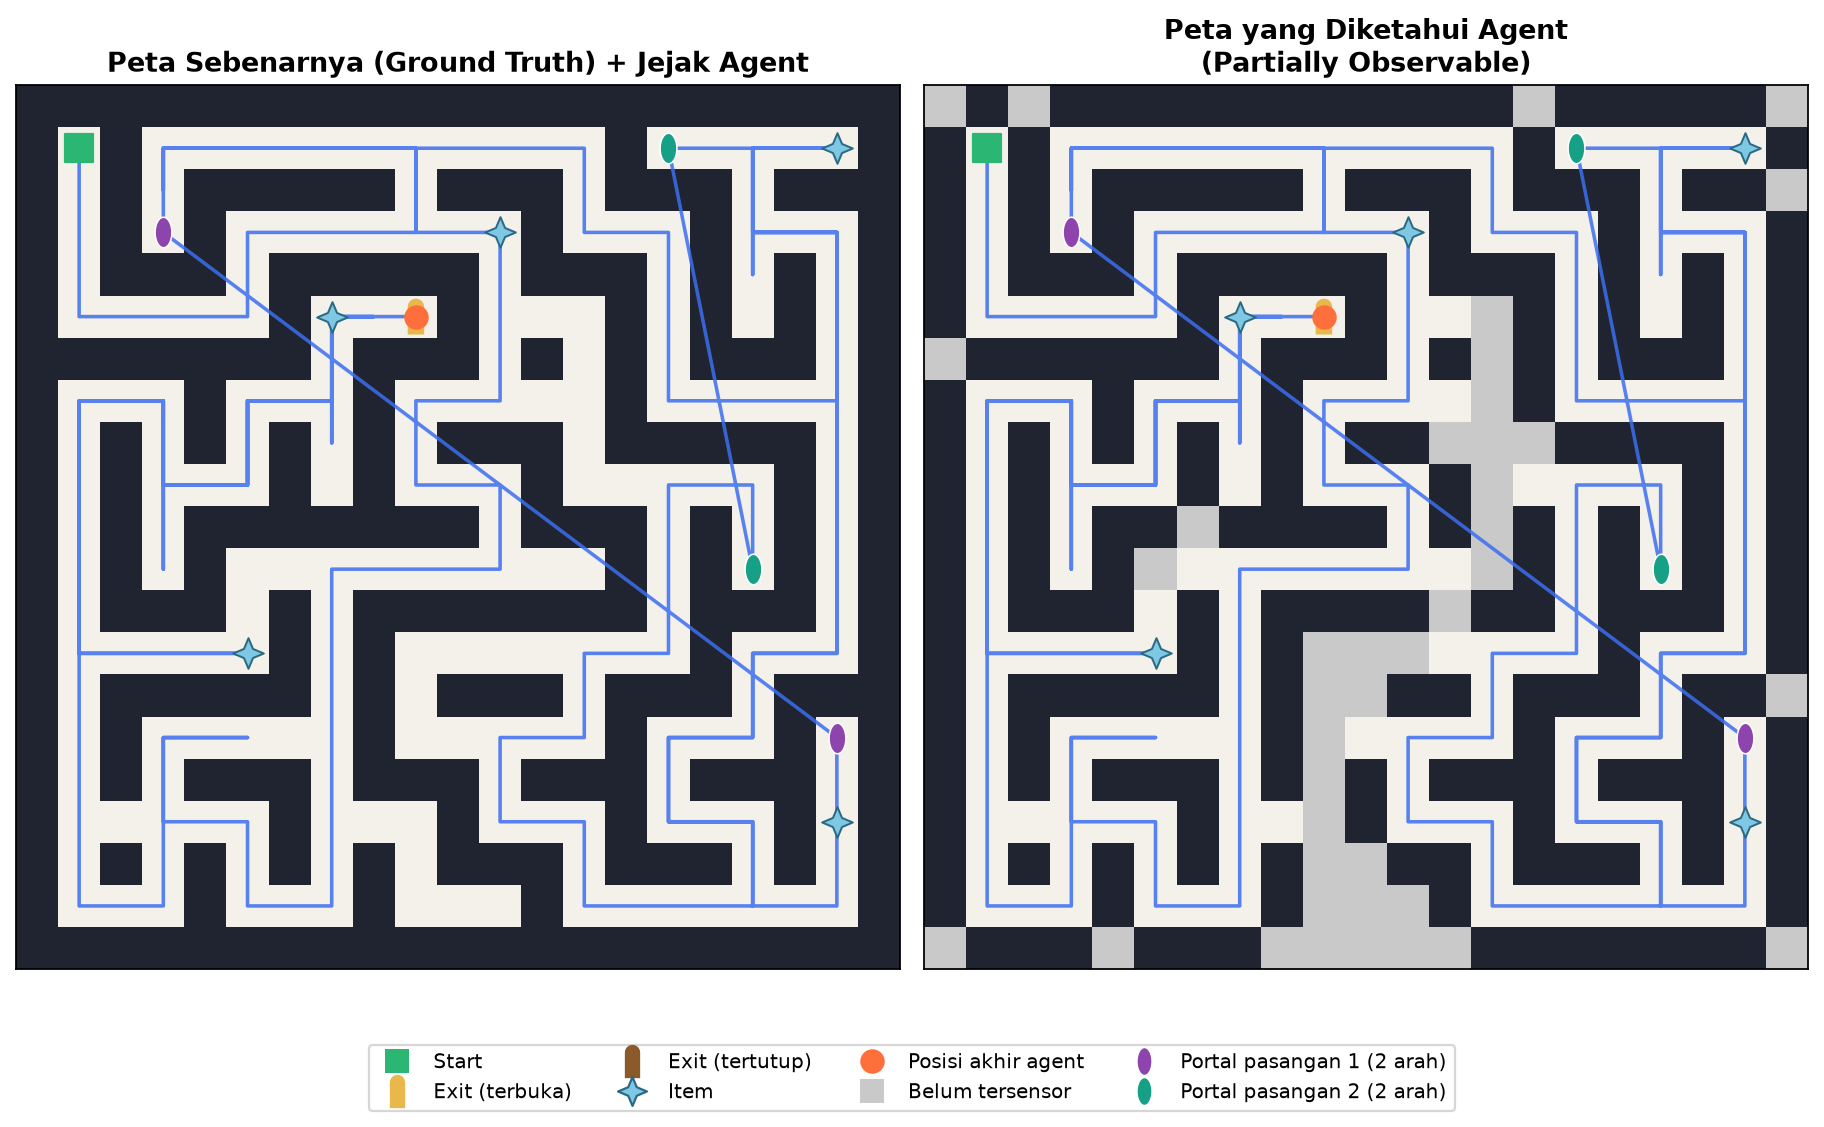 Peta Sebenarnya (Ground Truth) + Jejak Agent
Peta yang Diketahui Agent
(Partially Observable)
Start
Exit (terbuka)
Exit (tertutup)
Item
Posisi akhir agent
Belum tersensor
Portal pasangan 1 (2 arah)
Portal pasangan 2 (2 arah)